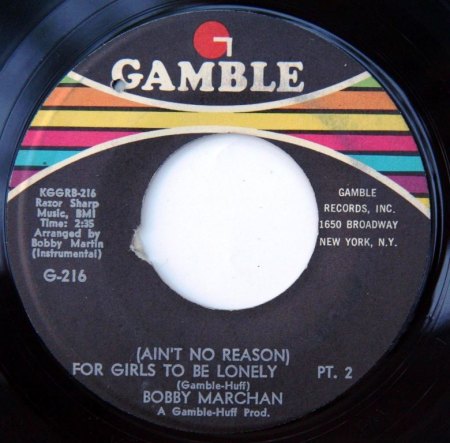 GAMBLE
KGGRB-216
Razor Sharp
Music, BMI
Time: 2:35
Arranged by
Bobby Martin
(Instrumental)
G-216
GAMBLE
RECORDS, INC.
1650 BROADWAY
NEW YORK, N.Y.
(AIN'T NO REASON)
FOR GIRLS TO BE LONELY PT. 2
(Gamble-Huff)
BOBBY MARCHAN
A Gamble-Huff Prod.